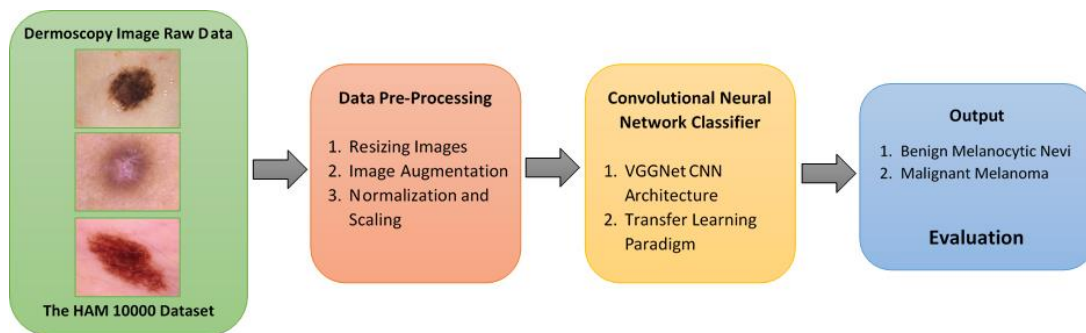 Dermoscopy Image Raw Data
The HAM 10000 Dataset
Data Pre-Processing
1. Resizing Images
2. Image Augmentation
3. Normalization and
Scaling
Convolutional Neural
Network Classifier
1. VGGNet CNN
Architecture
2. Transfer Learning
Paradigm
Output
1. Benign Melanocytic Nevi
2. Malignant Melanoma
Evaluation